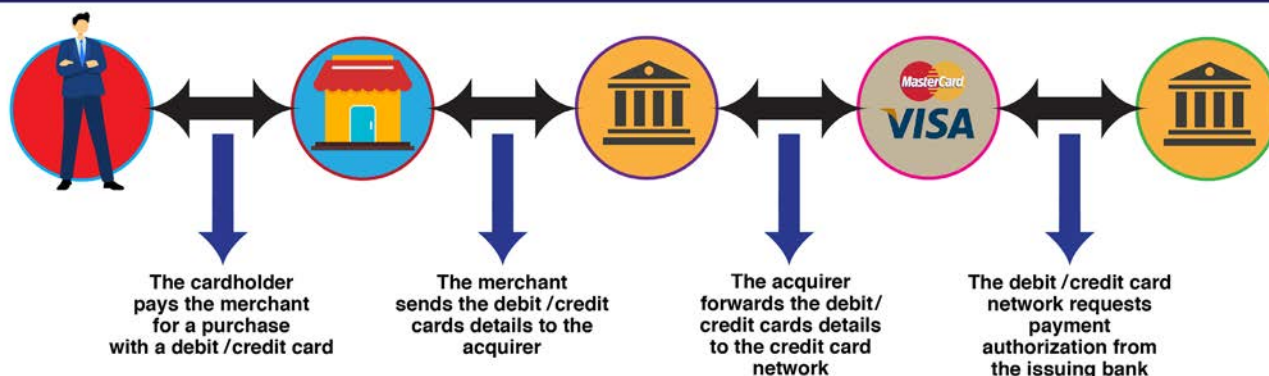 MasterCard
VISA
The cardholder
pays the merchant
for a purchase
with a debit /credit card
The merchant
sends the debit /credit
cards details to the
acquirer
The acquirer
forwards the debit/
credit cards details
to the credit card
network
The debit /credit card
network requests
payment
authorization from
the issuing bank